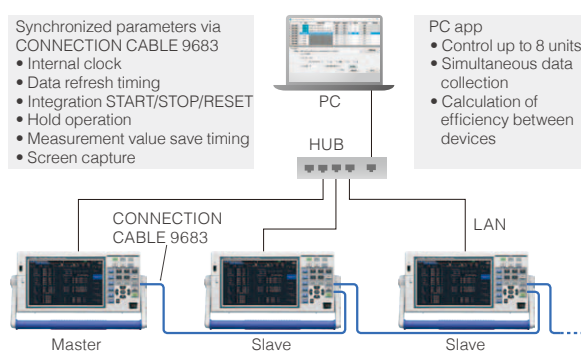 Synchronized parameters via
CONNECTION CABLE 9683
• Internal clock
• Data refresh timing
• Integration START/STOP/RESET
• Hold operation
• Measurement value save timing
• Screen capture
PC
PC app
• Control up to 8 units
• Simultaneous data
collection
• Calculation of
efficiency between
devices
HUB
CONNECTION
CABLE 9683
LAN
Master
Slave
Slave